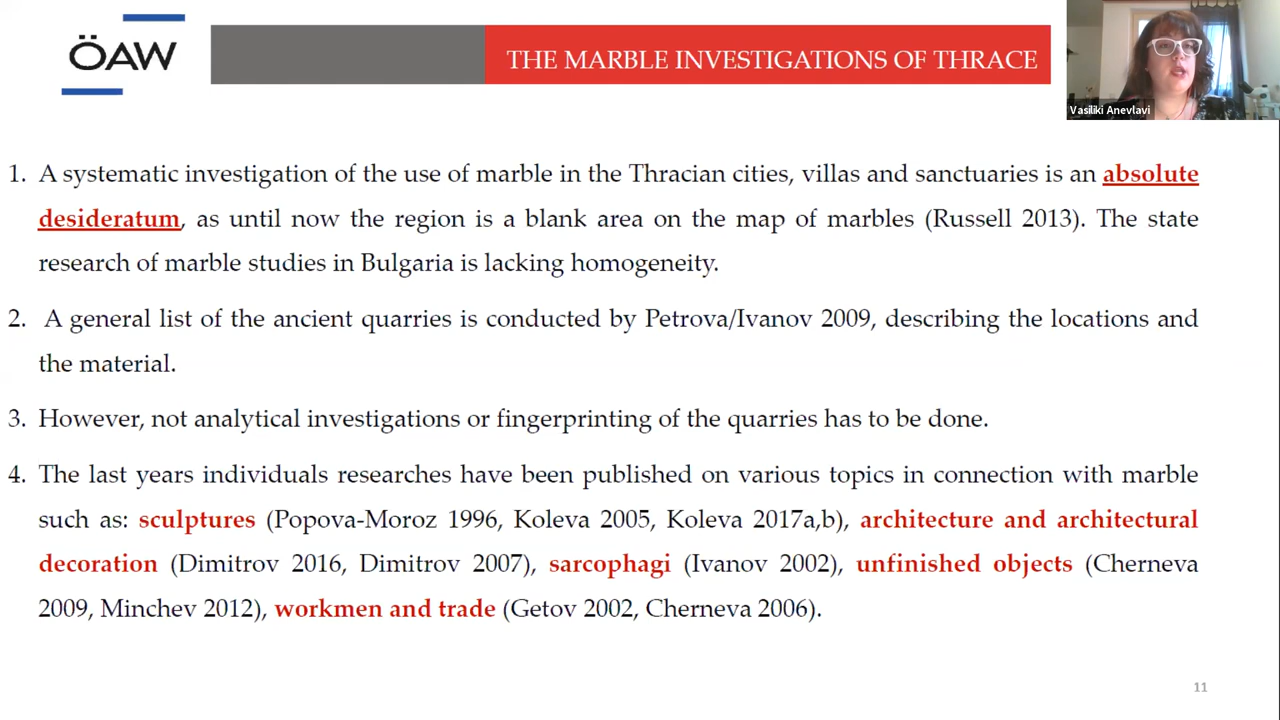 ÖAW
THE MARBLE INVESTIGATIONS OF THRACE
Vasiliki Anevlavi
1. A systematic investigation of the use of marble in the Thracian cities, villas and sanctuaries is an absolute
desideratum, as until now the region is a blank area on the map of marbles (Russell 2013). The state
research of marble studies in Bulgaria is lacking homogeneity.
2. A general list of the ancient quarries is conducted by Petrova/Ivanov 2009, describing the locations and
the material.
3. However, not analytical investigations or fingerprinting of the quarries has to be done.
4. The last years individuals researches have been published on various topics in connection with marble
such as: sculptures (Popova-Moroz 1996, Koleva 2005, Koleva 2017a,b), architecture and architectural
decoration (Dimitrov 2016, Dimitrov 2007), sarcophagi (Ivanov 2002), unfinished objects (Cherneva
2009, Minchev 2012), workmen and trade (Getov 2002, Cherneva 2006).
11